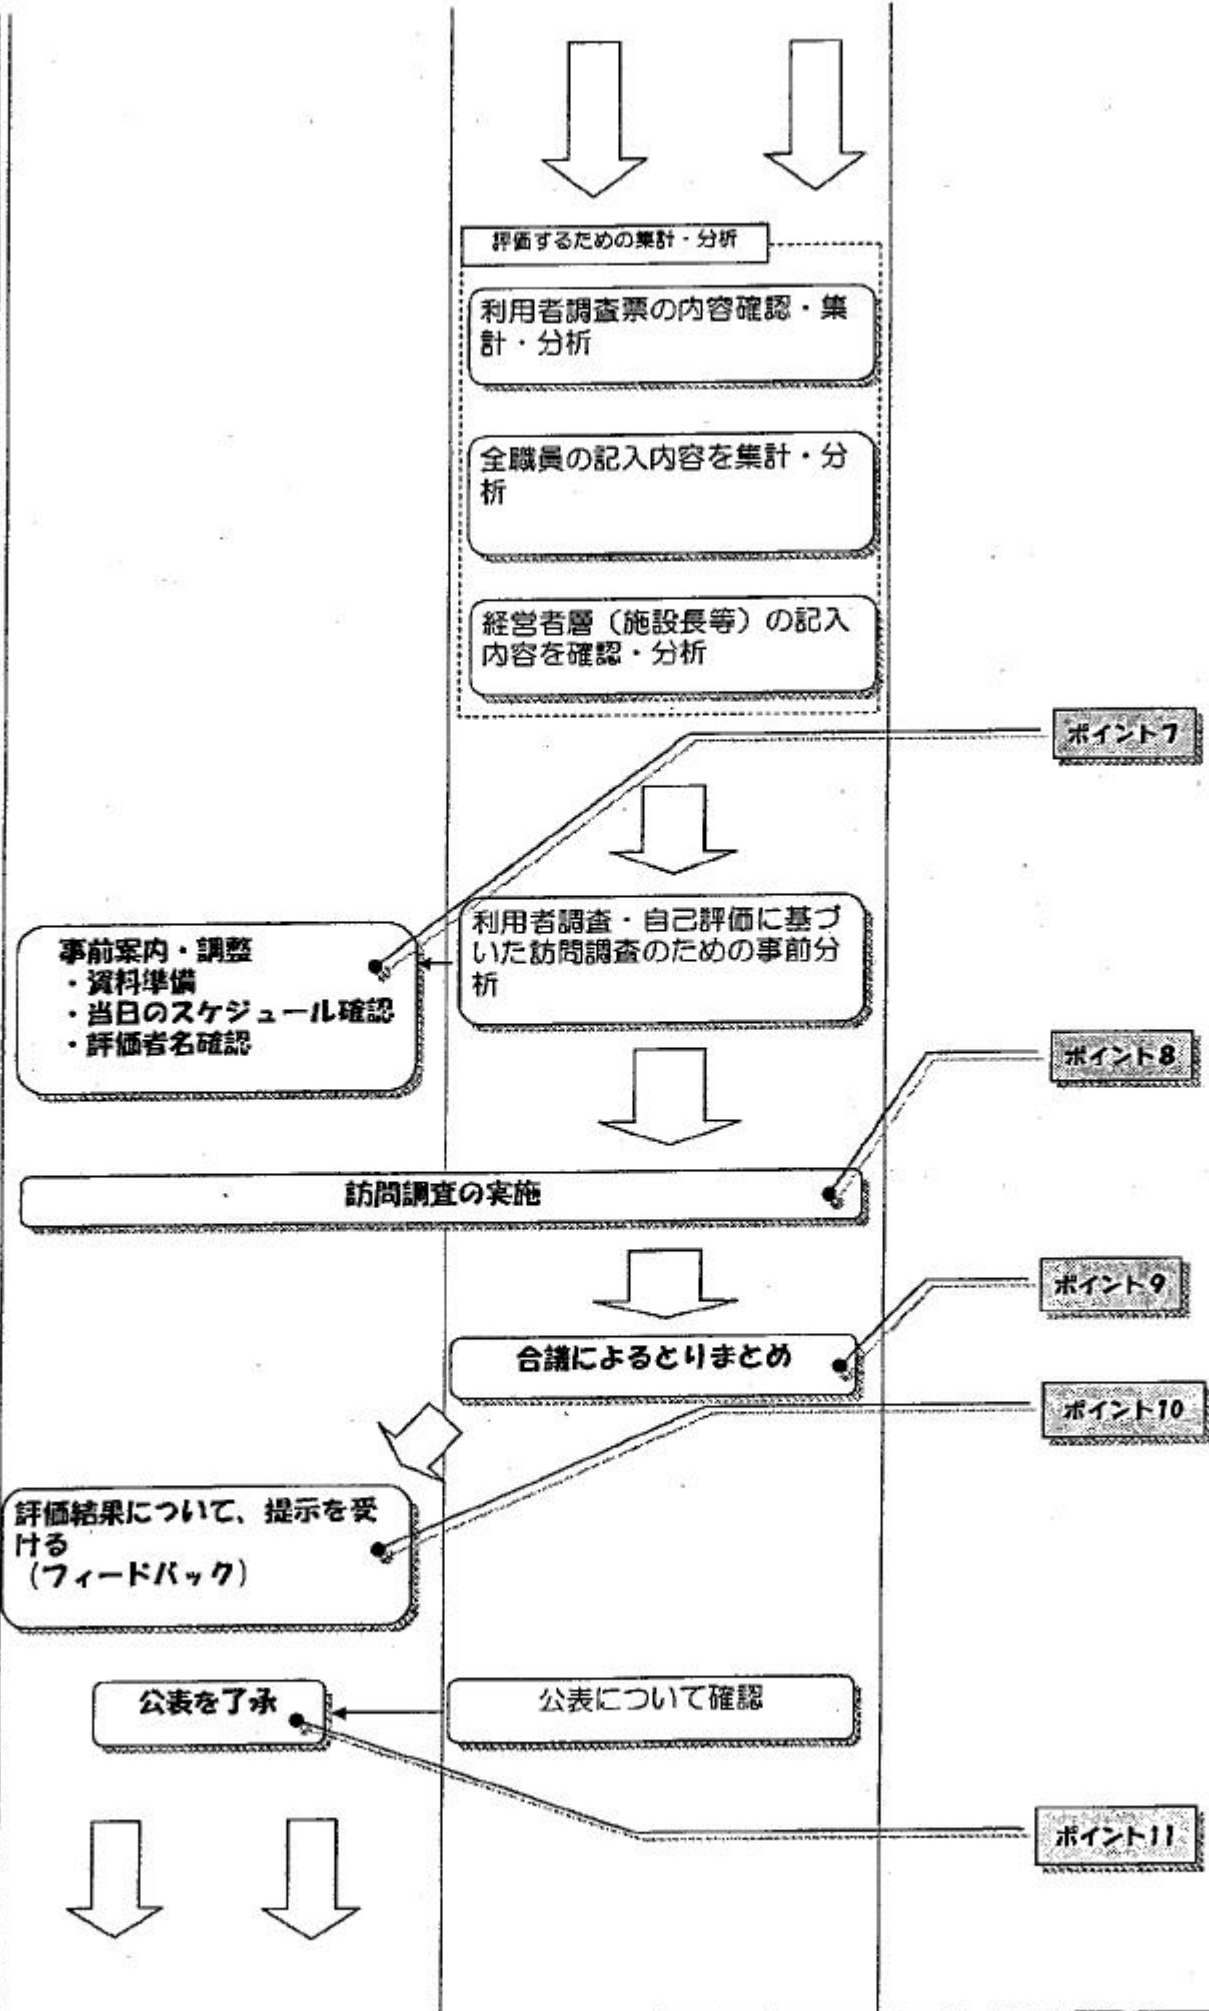 評価するための集計・分析
利用者調査票の内容確認・集
計・分析
全職員の記入内容を集計・分
析
経営者層（施設長等）の記入
内容を確認・分析
ポイント7
利用者調査・自己評価に基づ
いた訪問調査のための事前分
析
事前案内・調整
・資料準備
・当日のスケジュール確認
・評価者名確認
ポイント8
訪問調査の実施
ポイント9
合議によるとりまとめ
ポイント10
評価結果について、提示を受
ける
（フィードバック）
公表を了承
公表について確認
ポイント11